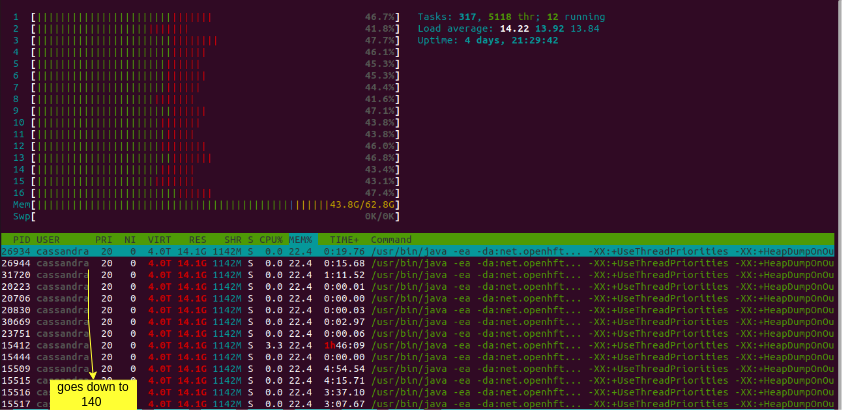 1 [|||||||||||||||||||||||||||||| 46.7%] Tasks: 317, 5118 thr; 12 running
2 [|||||||||||||||||||||||||| 41.8%] Load average: 14.22 13.92 13.84
3 [||||||||||||||||||||||||||||||| 47.7%] Uptime: 4 days, 21:29:42
4 [||||||||||||||||||||||||||||| 46.1%]
5 [|||||||||||||||||||||||||||| 45.3%]
6 [||||||||||||||||||||||||||||| 45.3%]
7 [|||||||||||||||||||||||||||| 44.4%]
8 [||||||||||||||||||||||||||| 41.6%]
9 [||||||||||||||||||||||||||||| 47.1%]
10 [|||||||||||||||||||||||||||| 43.8%]
11 [||||||||||||||||||||||||||| 43.8%]
12 [||||||||||||||||||||||||||||| 46.0%]
13 [|||||||||||||||||||||||||||||| 46.8%]
14 [||||||||||||||||||||||||||| 43.4%]
15 [||||||||||||||||||||||||||| 43.1%]
16 [|||||||||||||||||||||||||||||| 47.4%]
Mem[||||||||||||||||||||||||||||||||||||||||||||||||||43.8G/62.8G]
Swp[ 0K/0K]
PID USER PRI NI VIRT RES SHR S CPU% MEM% TIME+ Command
26934 cassandra 20 0 4.0T 14.1G 1142M S 0.0 22.4 0:19.76 /usr/bin/java -ea -da:net.openhft... -XX:+UseThreadPriorities -XX:+HeapDumpOnOu
26944 cassandra 20 0 4.0T 14.1G 1142M S 0.0 22.4 0:15.68 /usr/bin/java -ea -da:net.openhft... -XX:+UseThreadPriorities -XX:+HeapDumpOnOu
31720 cassandra 20 0 4.0T 14.1G 1142M S 0.0 22.4 1:11.52 /usr/bin/java -ea -da:net.openhft... -XX:+UseThreadPriorities -XX:+HeapDumpOnOu
20223 cassandra 20 0 4.0T 14.1G 1142M S 0.0 22.4 0:00.01 /usr/bin/java -ea -da:net.openhft... -XX:+UseThreadPriorities -XX:+HeapDumpOnOu
20706 cassandra 20 0 4.0T 14.1G 1142M S 0.0 22.4 0:00.00 /usr/bin/java -ea -da:net.openhft... -XX:+UseThreadPriorities -XX:+HeapDumpOnOu
20830 cassandra 20 0 4.0T 14.1G 1142M S 0.0 22.4 0:00.03 /usr/bin/java -ea -da:net.openhft... -XX:+UseThreadPriorities -XX:+HeapDumpOnOu
30669 cassandra 20 0 4.0T 14.1G 1142M S 0.0 22.4 0:02.97 /usr/bin/java -ea -da:net.openhft... -XX:+UseThreadPriorities -XX:+HeapDumpOnOu
23751 cassandra 20 0 4.0T 14.1G 1142M S 0.0 22.4 0:00.06 /usr/bin/java -ea -da:net.openhft... -XX:+UseThreadPriorities -XX:+HeapDumpOnOu
15412 cassandra 20 0 4.0T 14.1G 1142M S 3.3 22.4 1h46:09 /usr/bin/java -ea -da:net.openhft... -XX:+UseThreadPriorities -XX:+HeapDumpOnOu
15444 cassandra 20 0 4.0T 14.1G 1142M S 0.0 22.4 0:00.00 /usr/bin/java -ea -da:net.openhft... -XX:+UseThreadPriorities -XX:+HeapDumpOnOu
15509 cassandra 20 0 4.0T 14.1G 1142M S 0.0 22.4 4:54.54 /usr/bin/java -ea -da:net.openhft... -XX:+UseThreadPriorities -XX:+HeapDumpOnOu
15515 cassandra 20 0 4.0T 14.1G 1142M S 0.0 22.4 4:15.71 /usr/bin/java -ea -da:net.openhft... -XX:+UseThreadPriorities -XX:+HeapDumpOnOu
15516 20 0 4.0T 14.1G 1142M S 0.0 22.4 3:37.10 /usr/bin/java -ea -da:net.openhft... -XX:+UseThreadPriorities -XX:+HeapDumpOnOu
15517 20 0 4.0T 14.1G 1142M S 0.0 22.4 3:07.67 /usr/bin/java -ea -da:net.openhft... -XX:+UseThreadPriorities -XX:+HeapDumpOnOu
goes down to
140